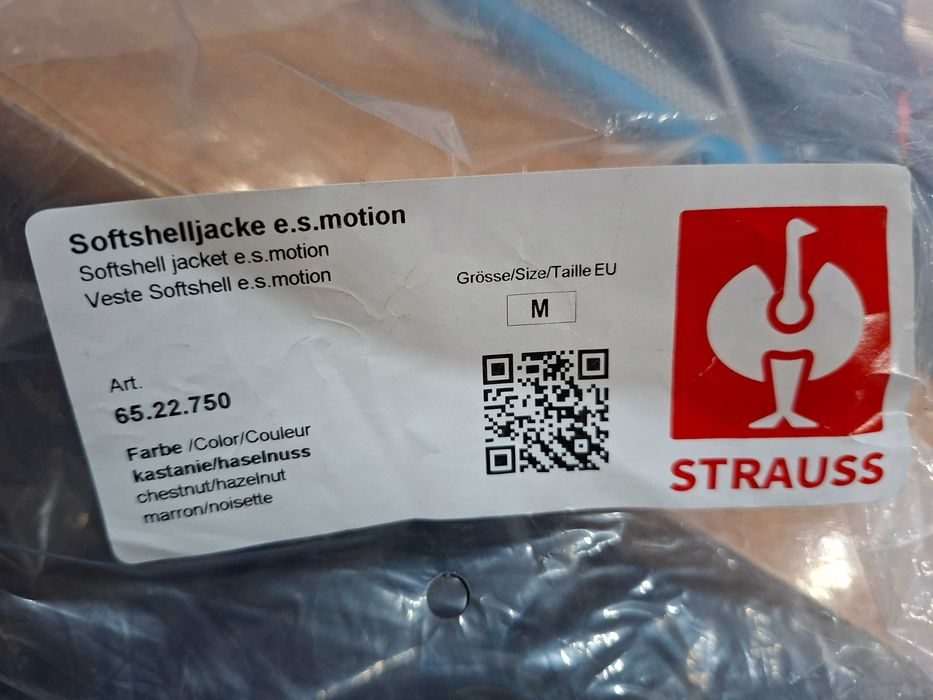 Softshelljacke e.s.motion
Softshell jacket e.s.motion
Veste Softshell e.s.motion
Grösse/Size/Taille EU
M
Art.
65.22.750
Farbe /Color/Couleur
kastanie/haselnuss
chestnut/hazelnut
marron/noisette
STRAUSS